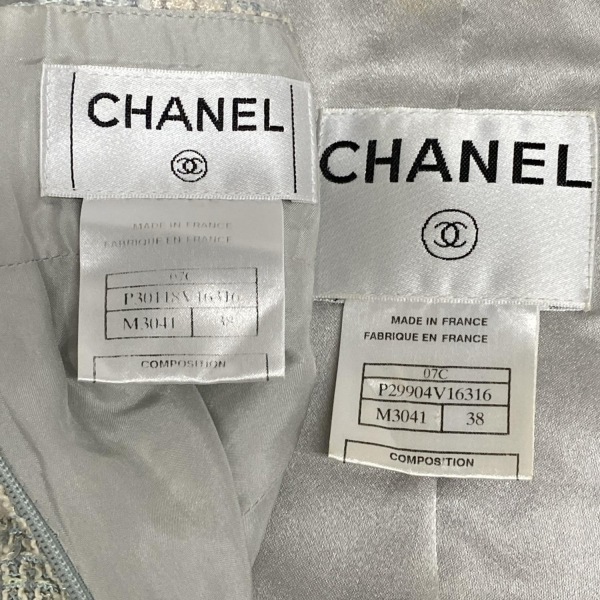 CHANEL
MADE IN FRANCE
FABRIQUE EN FRANCE
07C
P30118V16316
M3041 38
COMPOSITION
CHANEL
MADE IN FRANCE
FABRIQUE EN FRANCE
07C
P29904V16316
M3041 38
COMPOSITION